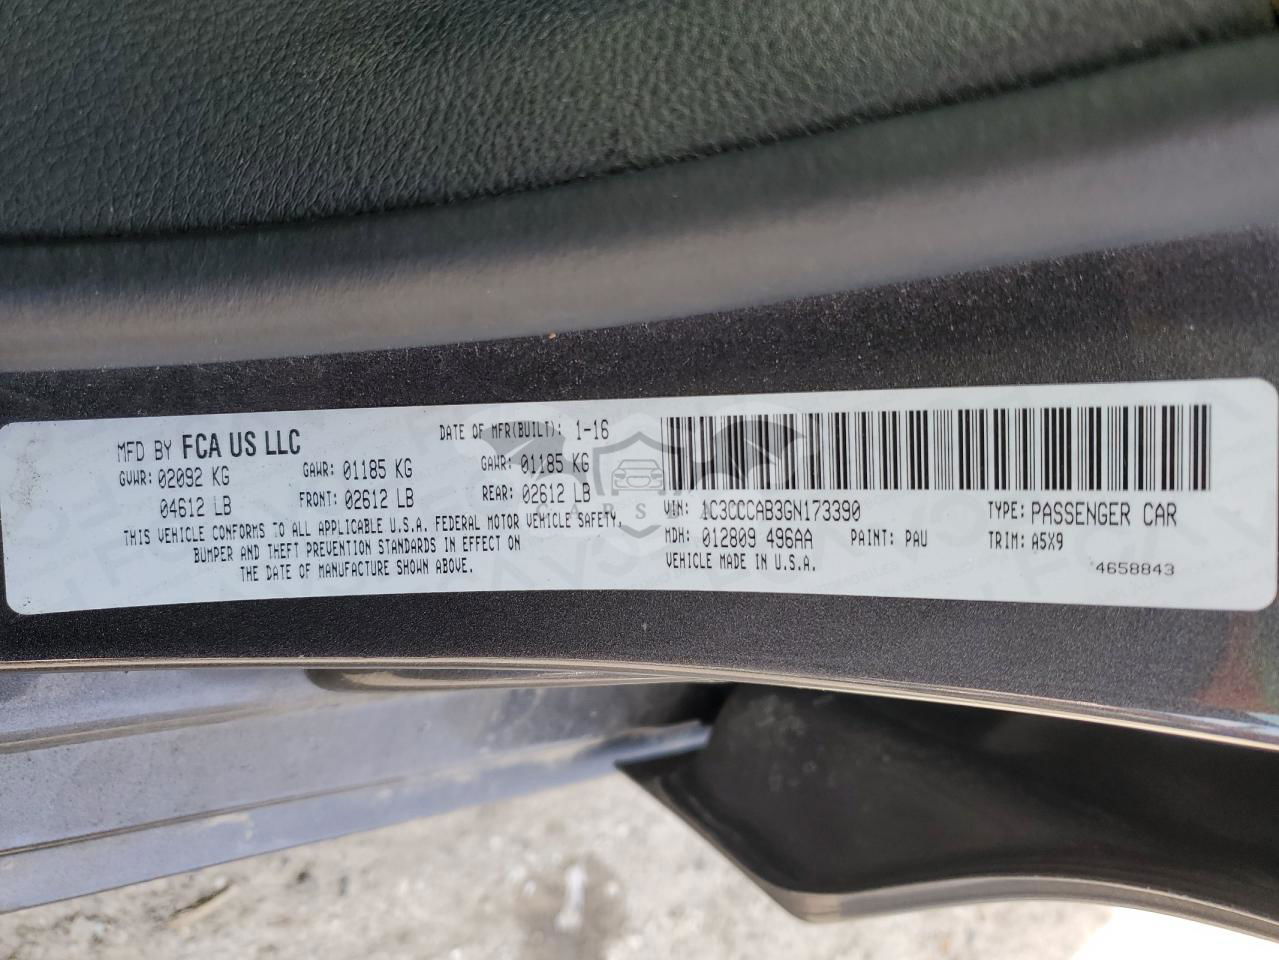 MFD BY FCA US LLC DATE OF MFR(BUILT): 1-16
GVWR: 02092 KG GAWR: 01185 KG GAWR: 01185 KG
04612 LB FRONT: 02612 LB REAR: 02612 LB
THIS VEHICLE CONFORMS TO ALL APPLICABLE U.S.A. FEDERAL MOTOR VEHICLE SAFETY,
BUMPER AND THEFT PREVENTION STANDARDS IN EFFECT ON
THE DATE OF MANUFACTURE SHOWN ABOVE.
VIN: 1C3CCCAB3GN173390 TYPE: PASSENGER CAR
MDH: 012809 496AA PAINT: PAU TRIM: A5X9
VEHICLE MADE IN U.S.A. 4658843
CARS